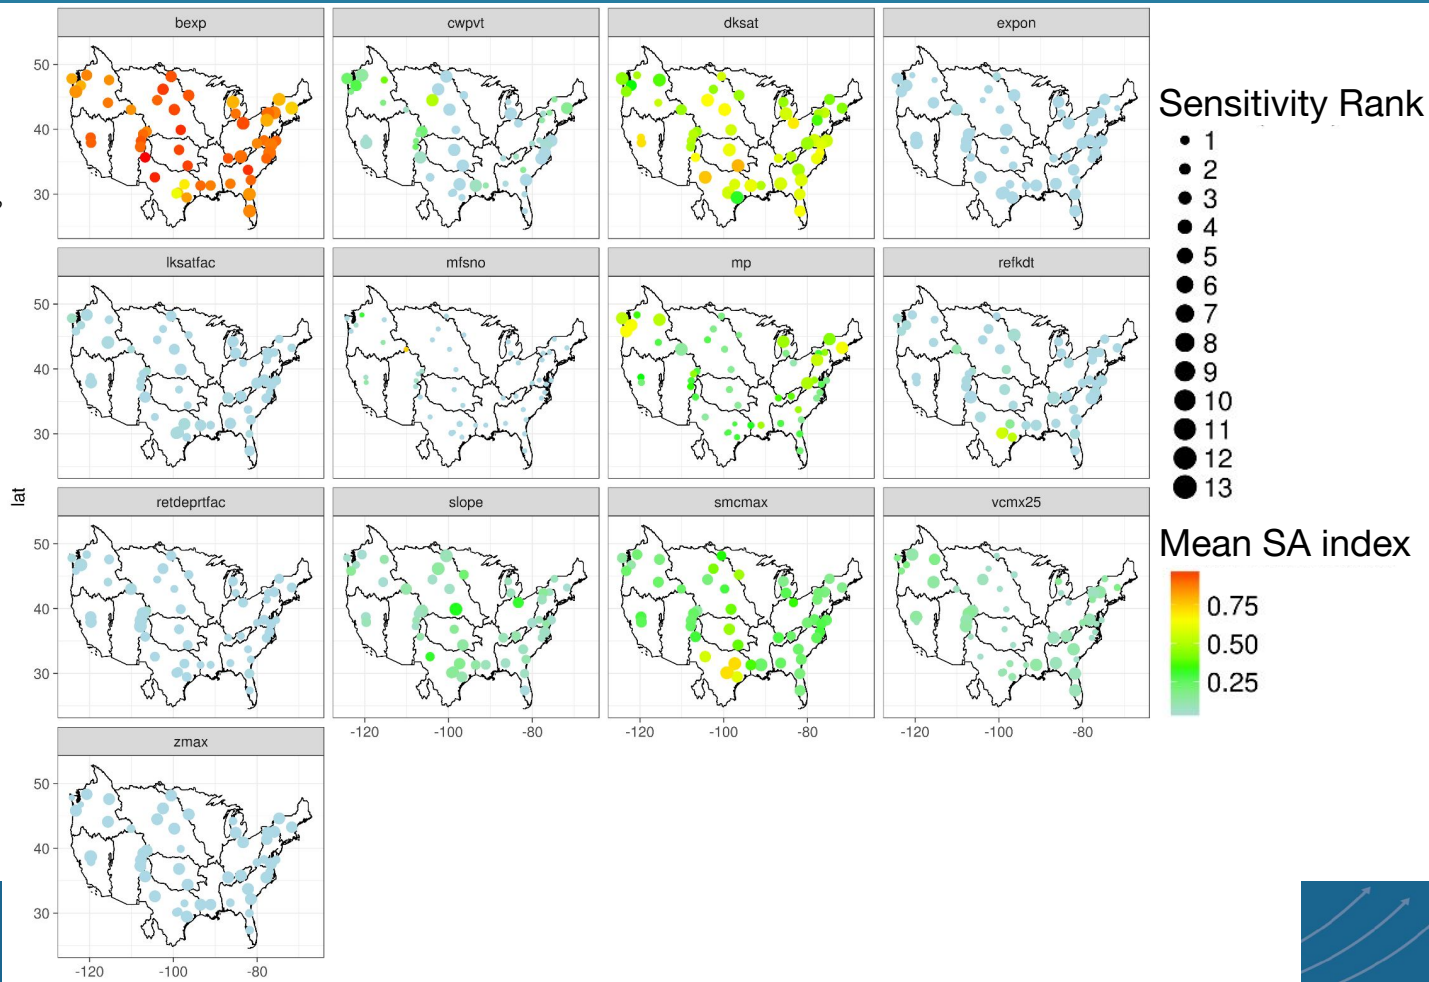 bexp
cwpvt
dksat
expon
50
40
30
lksatfac
mfsno
mp
refkdt
50
40
30
lat
retdeprtfac
slope
smcmax
vcmx25
50
40
30
-120
-100
-80
-120
-100
-80
-120
-100
-80
zmax
50
40
30
-120
-100
-80
Sensitivity Rank
1
2
3
4
5
6
7
8
9
10
11
12
13
Mean SA index
0.75
0.50
0.25